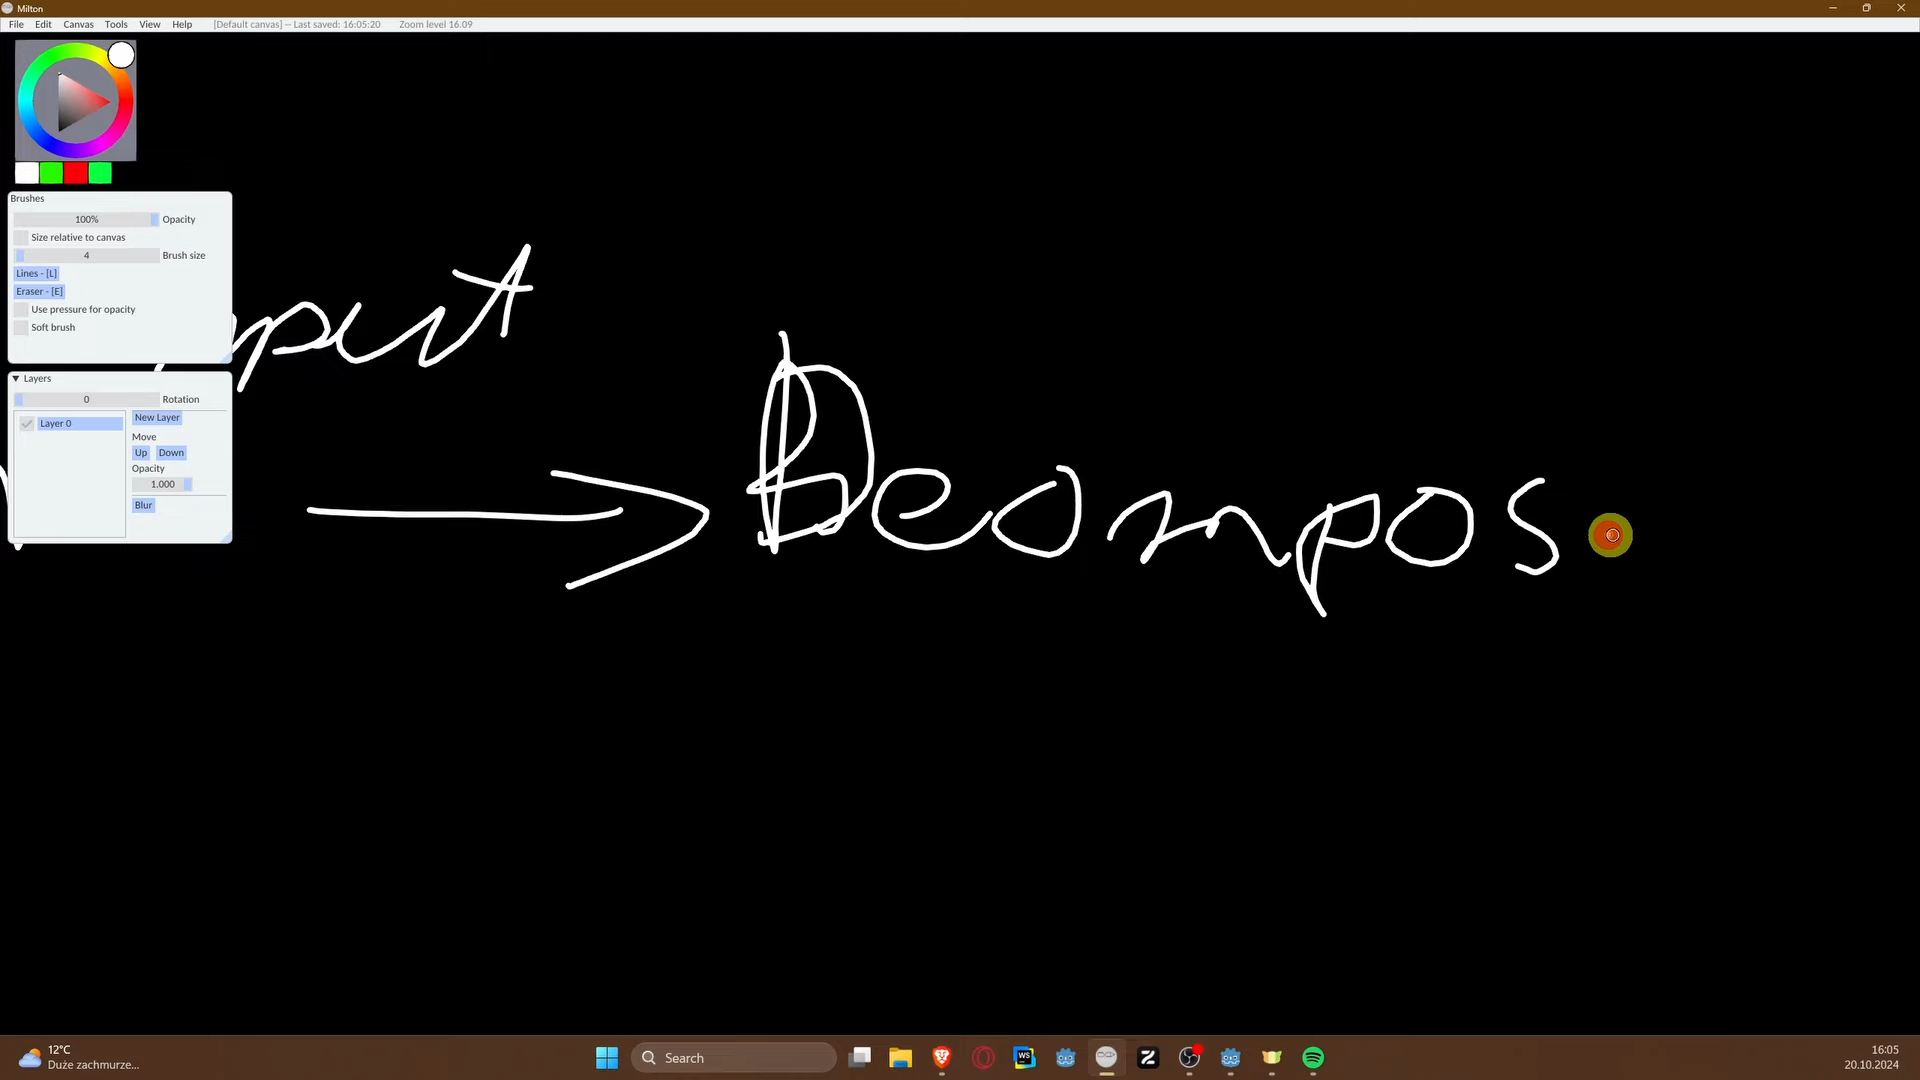 Milton
File Edit Canvas Tools View Help [Default canvas] -- Last saved: 16:05:20 Zoom level 16.09
Brushes
100% Opacity
Size relative to canvas
4 Brush size
Lines - [L]
Eraser - [E]
Use pressure for opacity
Soft brush
Layers
0 Rotation
Layer 0
New Layer
Move
Up Down
Opacity
1.000
Blur
put
Deompos
12°C
Duże zachmurze...
Search
WS
16:05
20.10.2024